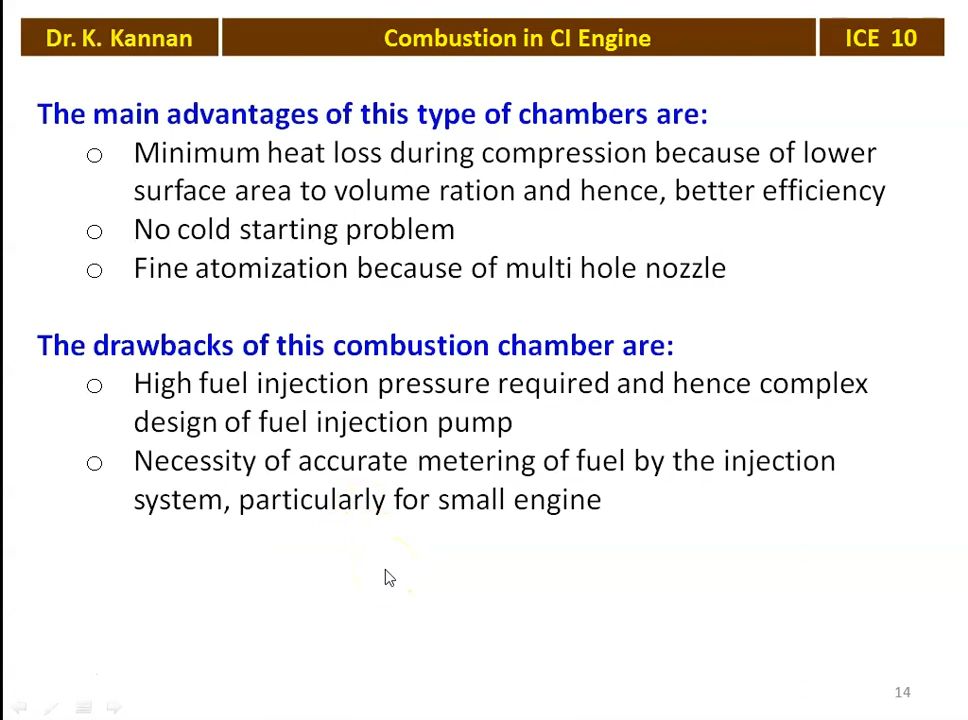 Dr. K. Kannan
Combustion in CI Engine
ICE 10
The main advantages of this type of chambers are:
○ Minimum heat loss during compression because of lower
surface area to volume ration and hence, better efficiency
○ No cold starting problem
○ Fine atomization because of multi hole nozzle
The drawbacks of this combustion chamber are:
○ High fuel injection pressure required and hence complex
design of fuel injection pump
○ Necessity of accurate metering of fuel by the injection
system, particularly for small engine
14